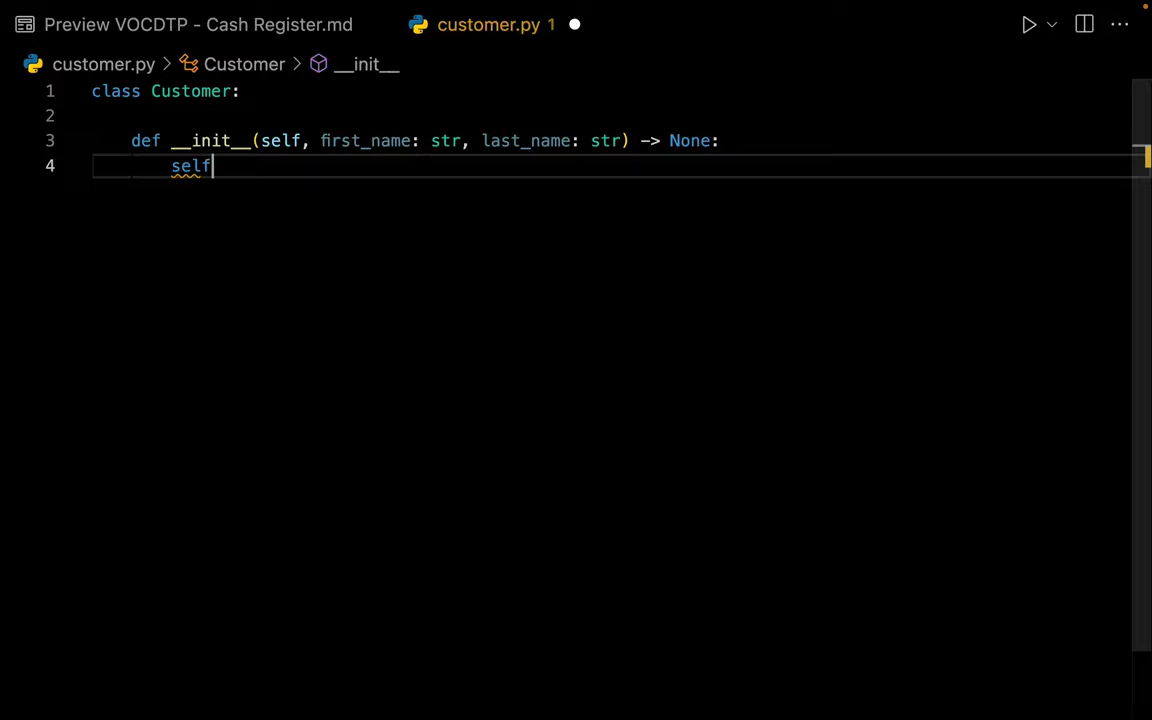 Preview VOCDTP - Cash Register.md customer.py 1
customer.py > Customer > __init__
1 class Customer:
2
3 def __init__(self, first_name: str, last_name: str) -> None:
4 self